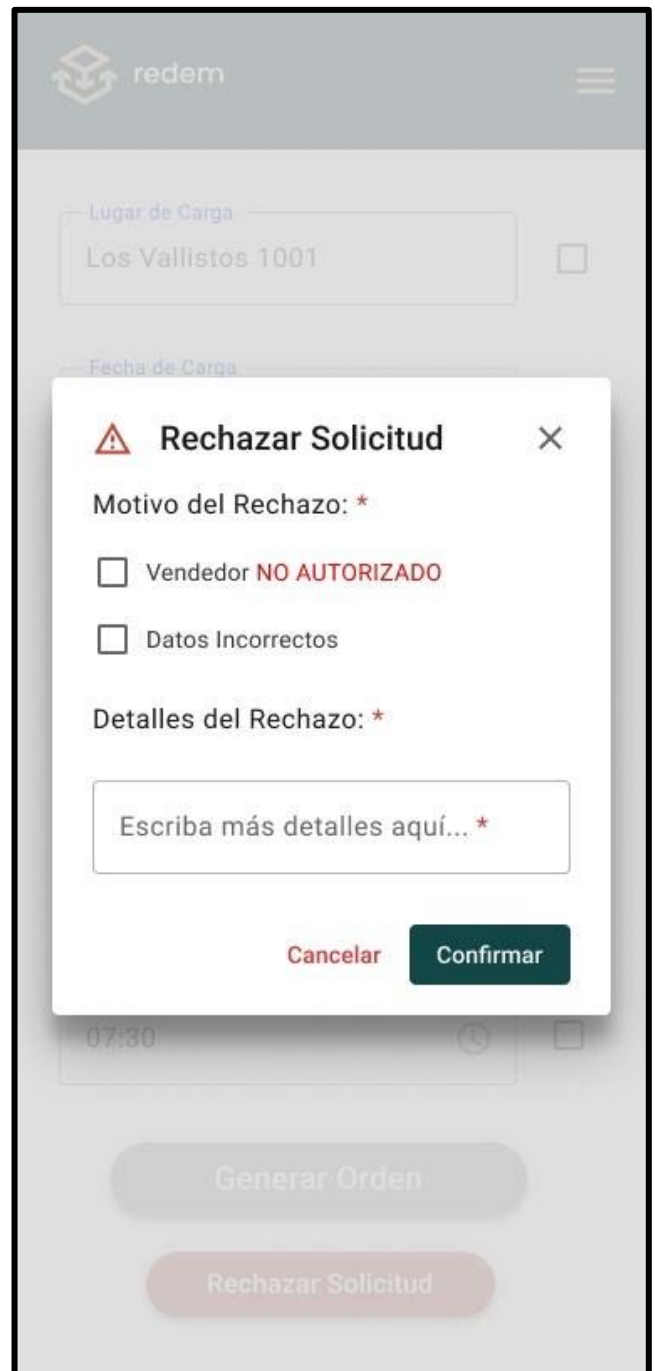 redem
Lugar de Carga
Los Vallistos 1001
Fecha de Carga
Rechazar Solicitud
Motivo del Rechazo: *
Vendedor NO AUTORIZADO
Datos Incorrectos
Detalles del Rechazo: *
Escriba más detalles aquí... *
Cancelar Confirmar
07:30
Generar Orden
Rechazar Solicitud